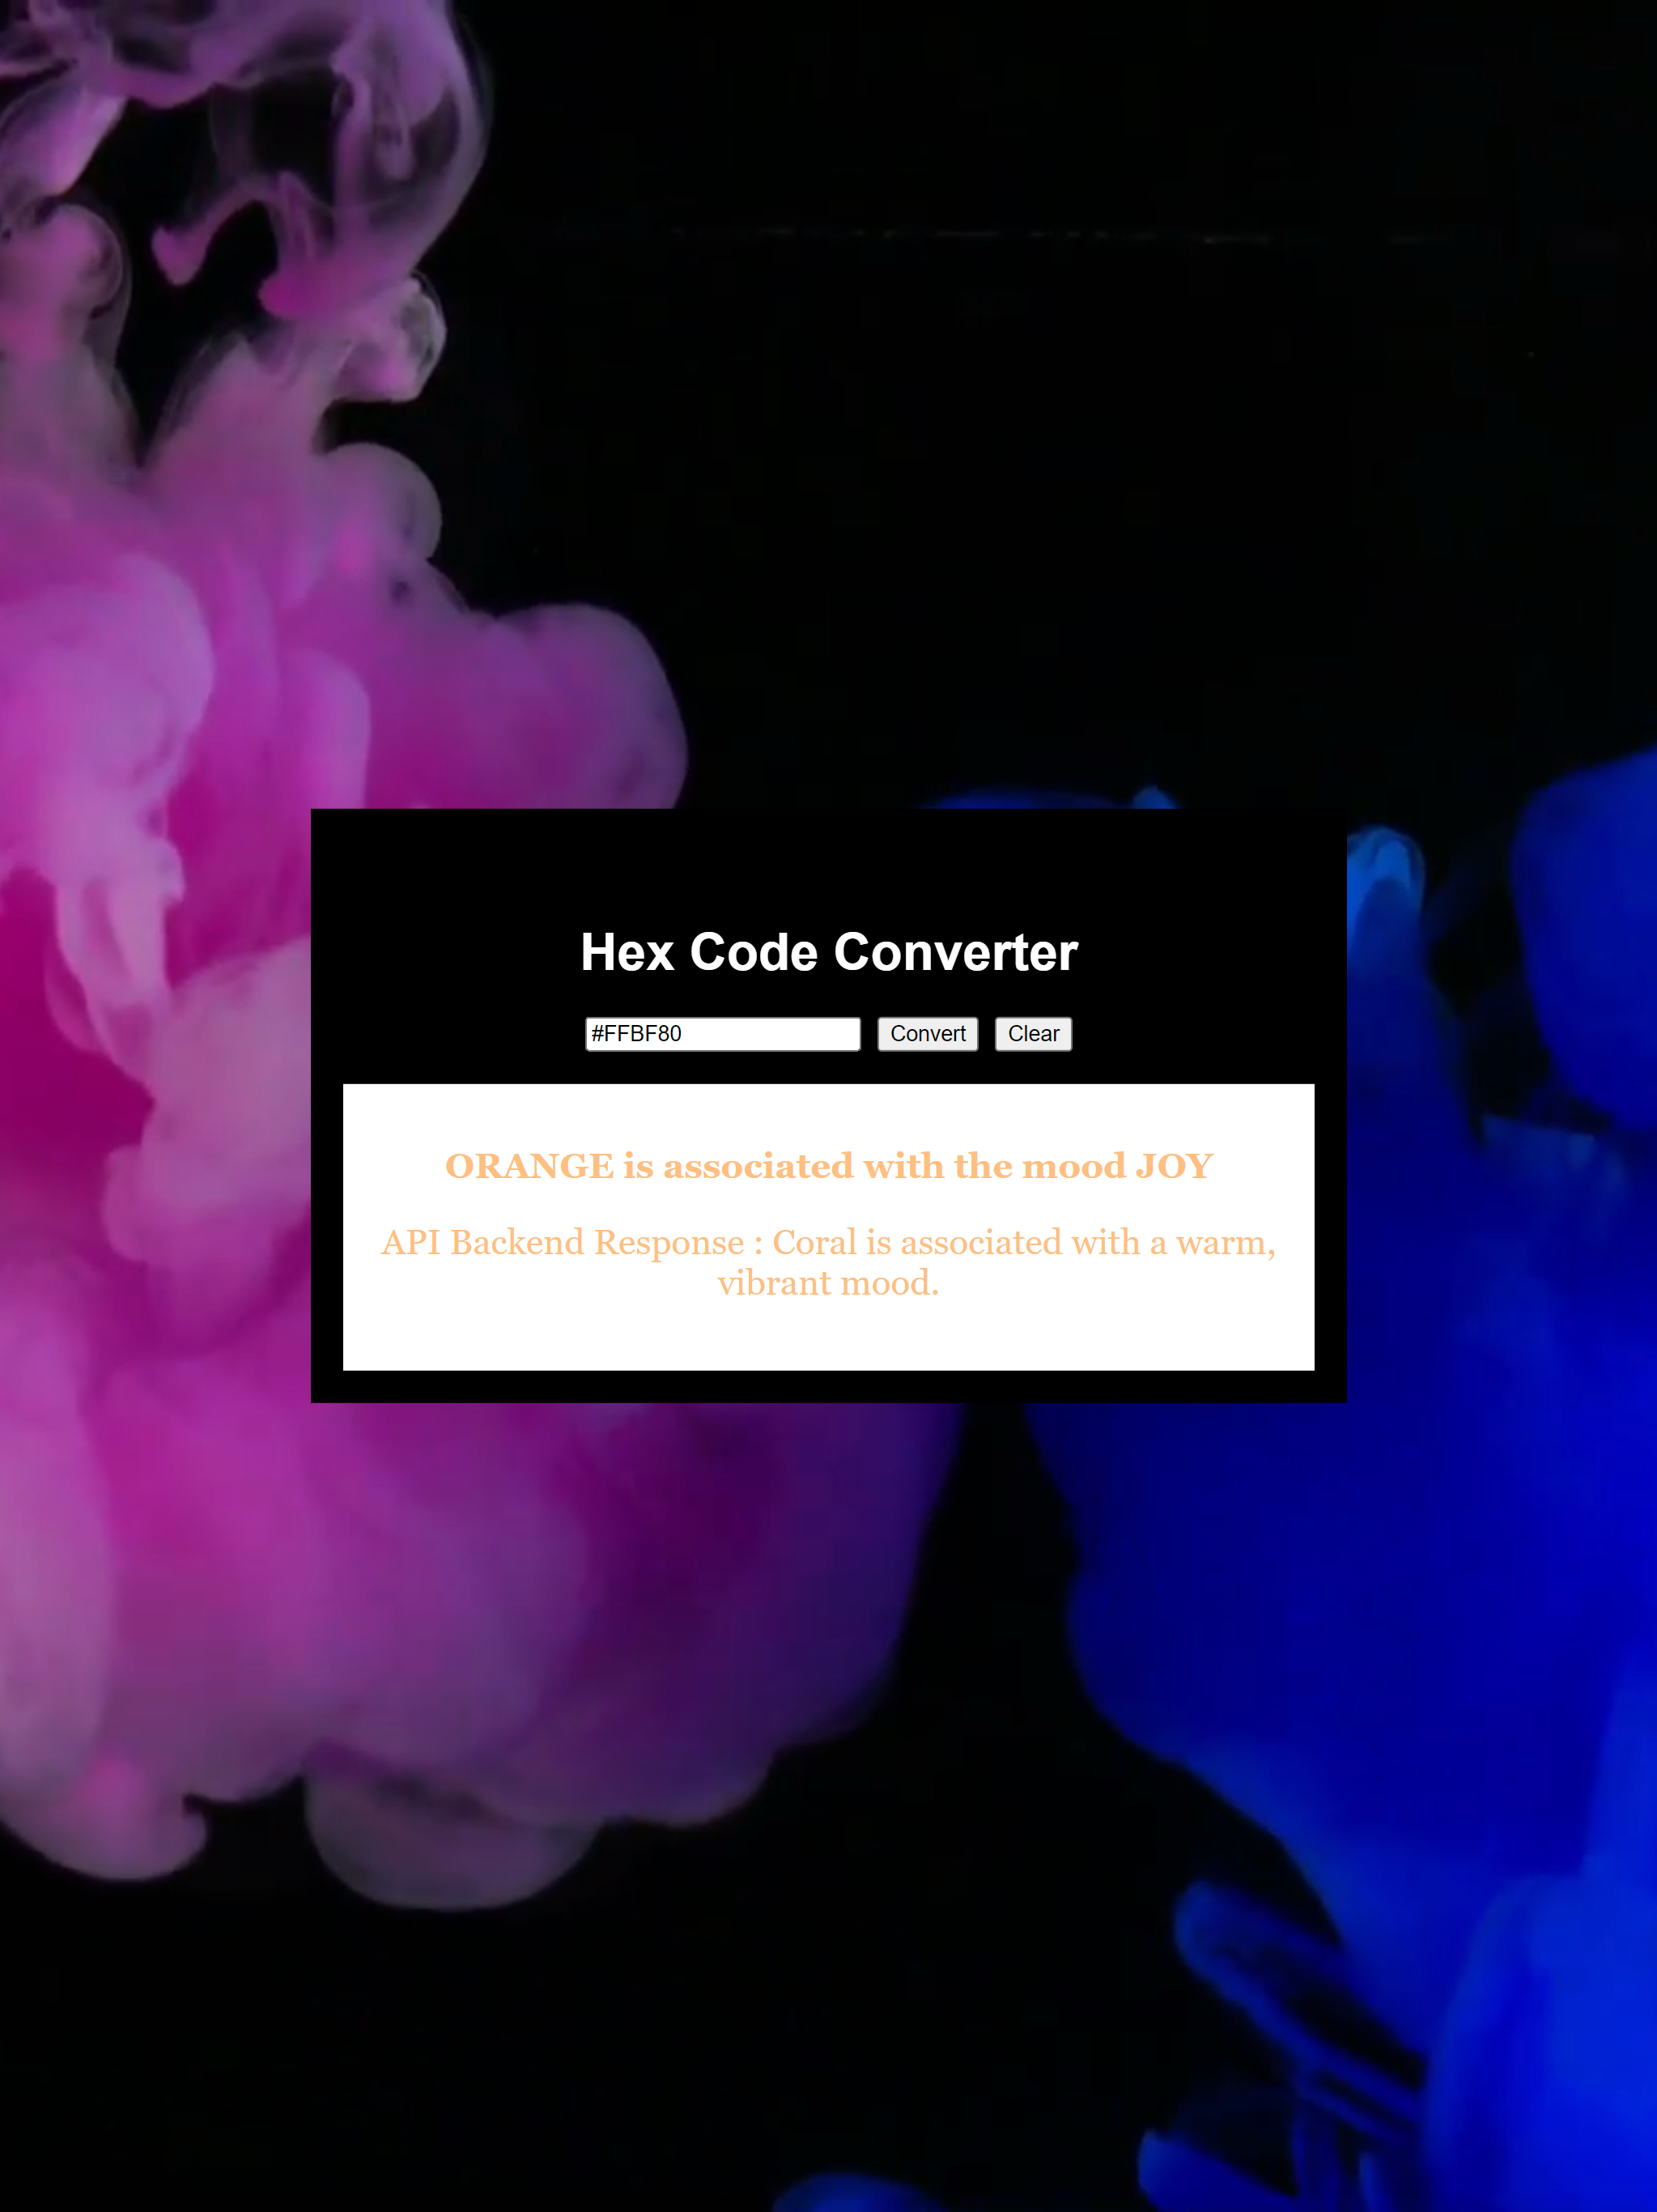 Hex Code Converter
#FFBF80 Convert Clear
ORANGE is associated with the mood JOY
API Backend Response : Coral is associated with a warm,
vibrant mood.